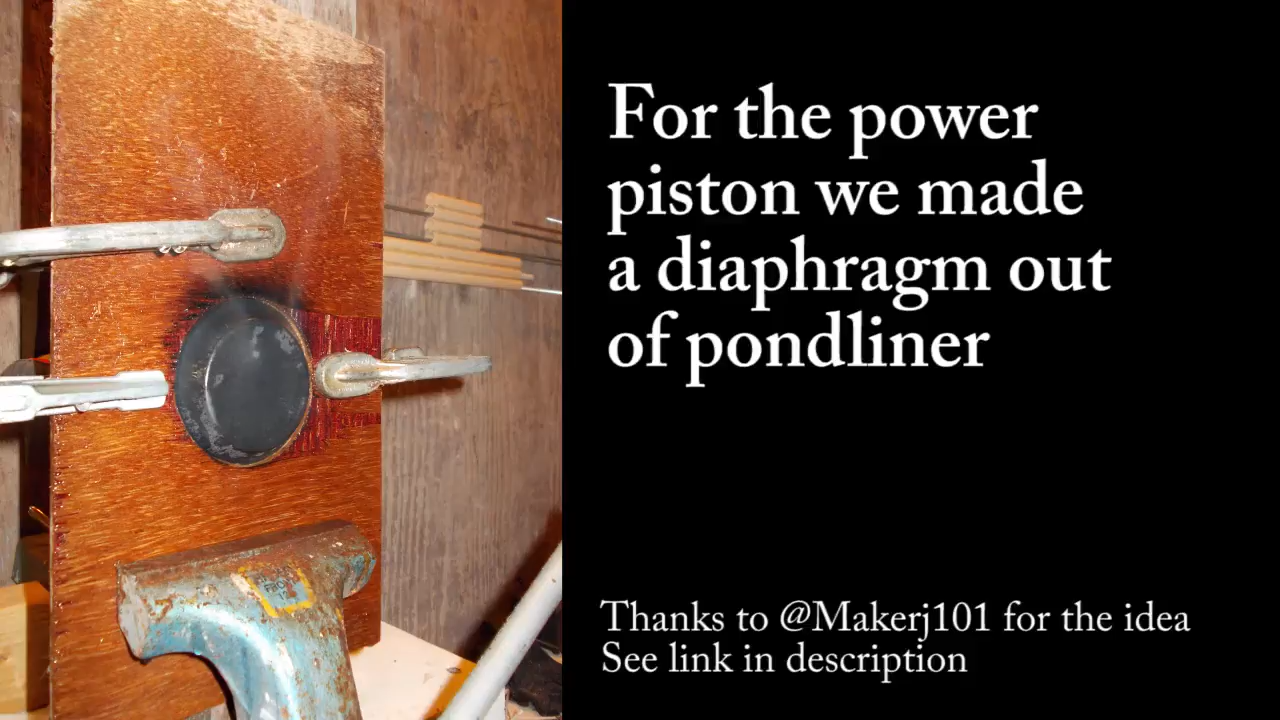 For the power
piston we made
a diaphragm out
of pondliner
Thanks to @Makerj101 for the idea
See link in description